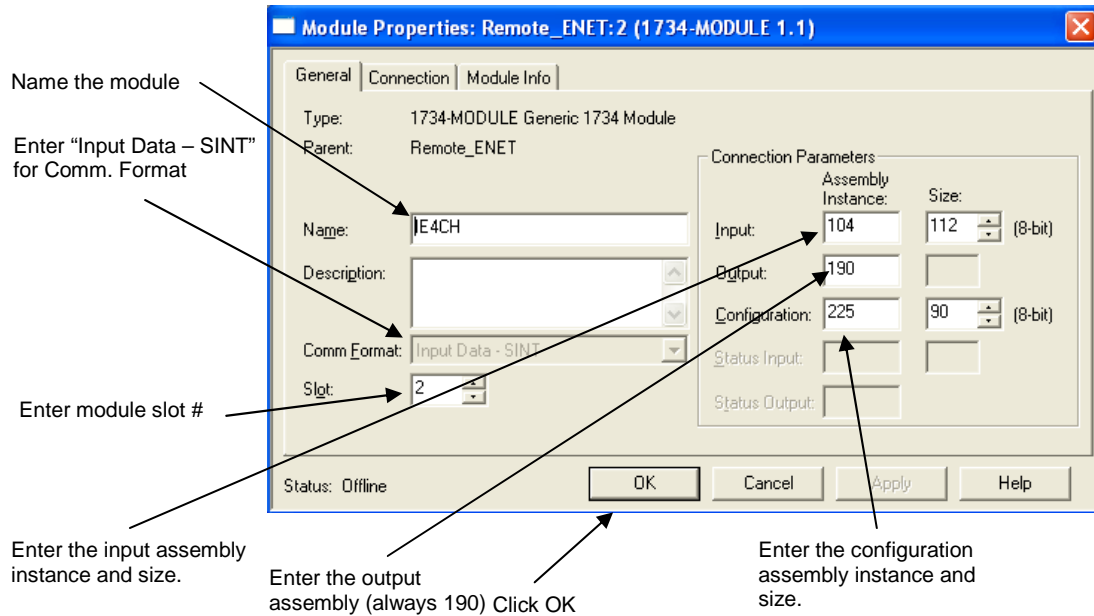 Module Properties: Remote_ENET:2 (1734-MODULE 1.1)
General
Connection
Module Info
Name the module
Type:
1734-MODULE Generic 1734 Module
Enter “Input Data – SINT”
for Comm. Format
Parent:
Remote_ENET
Connection Parameters
Assembly
Instance:
Size:
Name:
IE4CH
Input:
104
112
(8-bit)
Description:
Output:
190
Configuration:
225
90
(8-bit)
Comm Format:
Input Data - SINT
Status Input:
Enter module slot #
Slot:
2
Status Output:
Status: Offline
OK
Cancel
Apply
Help
Enter the input assembly
instance and size.
Enter the output
assembly (always 190)
Click OK
Enter the configuration
assembly instance and
size.